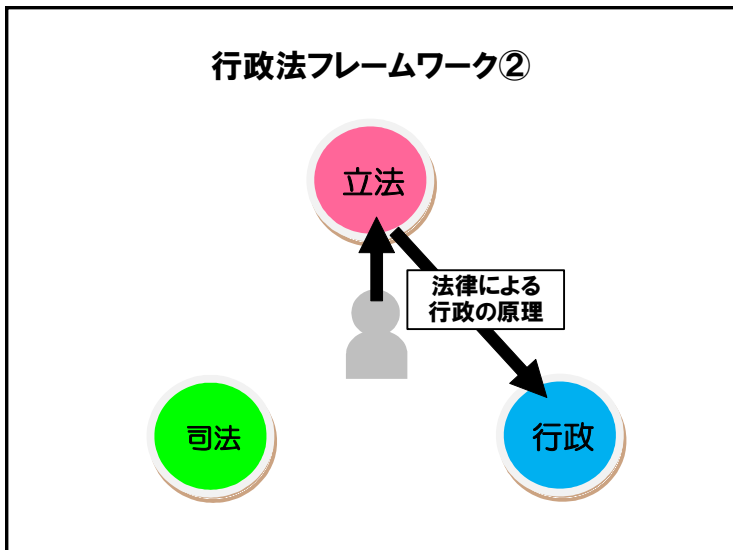 行政法フレームワーク②
立法
法律による
行政の原理
司法
行政